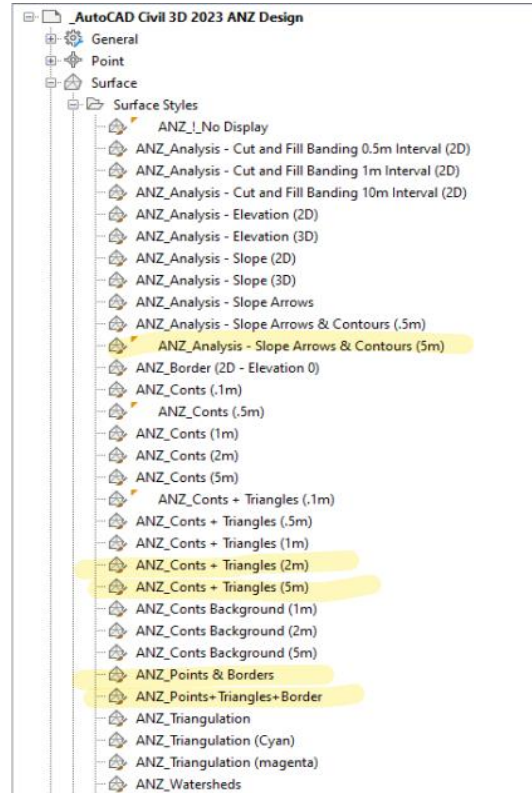 _AutoCAD Civil 3D 2023 ANZ Design
General
Point
Surface
Surface Styles
ANZ_!_No Display
ANZ_Analysis - Cut and Fill Banding 0.5m Interval (2D)
ANZ_Analysis - Cut and Fill Banding 1m Interval (2D)
ANZ_Analysis - Cut and Fill Banding 10m Interval (2D)
ANZ_Analysis - Elevation (2D)
ANZ_Analysis - Elevation (3D)
ANZ_Analysis - Slope (2D)
ANZ_Analysis - Slope (3D)
ANZ_Analysis - Slope Arrows
ANZ_Analysis - Slope Arrows & Contours (.5m)
ANZ_Analysis - Slope Arrows & Contours (5m)
ANZ_Border (2D - Elevation 0)
ANZ_Conts (.1m)
ANZ_Conts (.5m)
ANZ_Conts (1m)
ANZ_Conts (2m)
ANZ_Conts (5m)
ANZ_Conts + Triangles (.1m)
ANZ_Conts + Triangles (.5m)
ANZ_Conts + Triangles (1m)
ANZ_Conts + Triangles (2m)
ANZ_Conts + Triangles (5m)
ANZ_Conts Background (1m)
ANZ_Conts Background (2m)
ANZ_Conts Background (5m)
ANZ_Points & Borders
ANZ_Points+Triangles+Border
ANZ_Triangulation
ANZ_Triangulation (Cyan)
ANZ_Triangulation (magenta)
ANZ_Watersheds